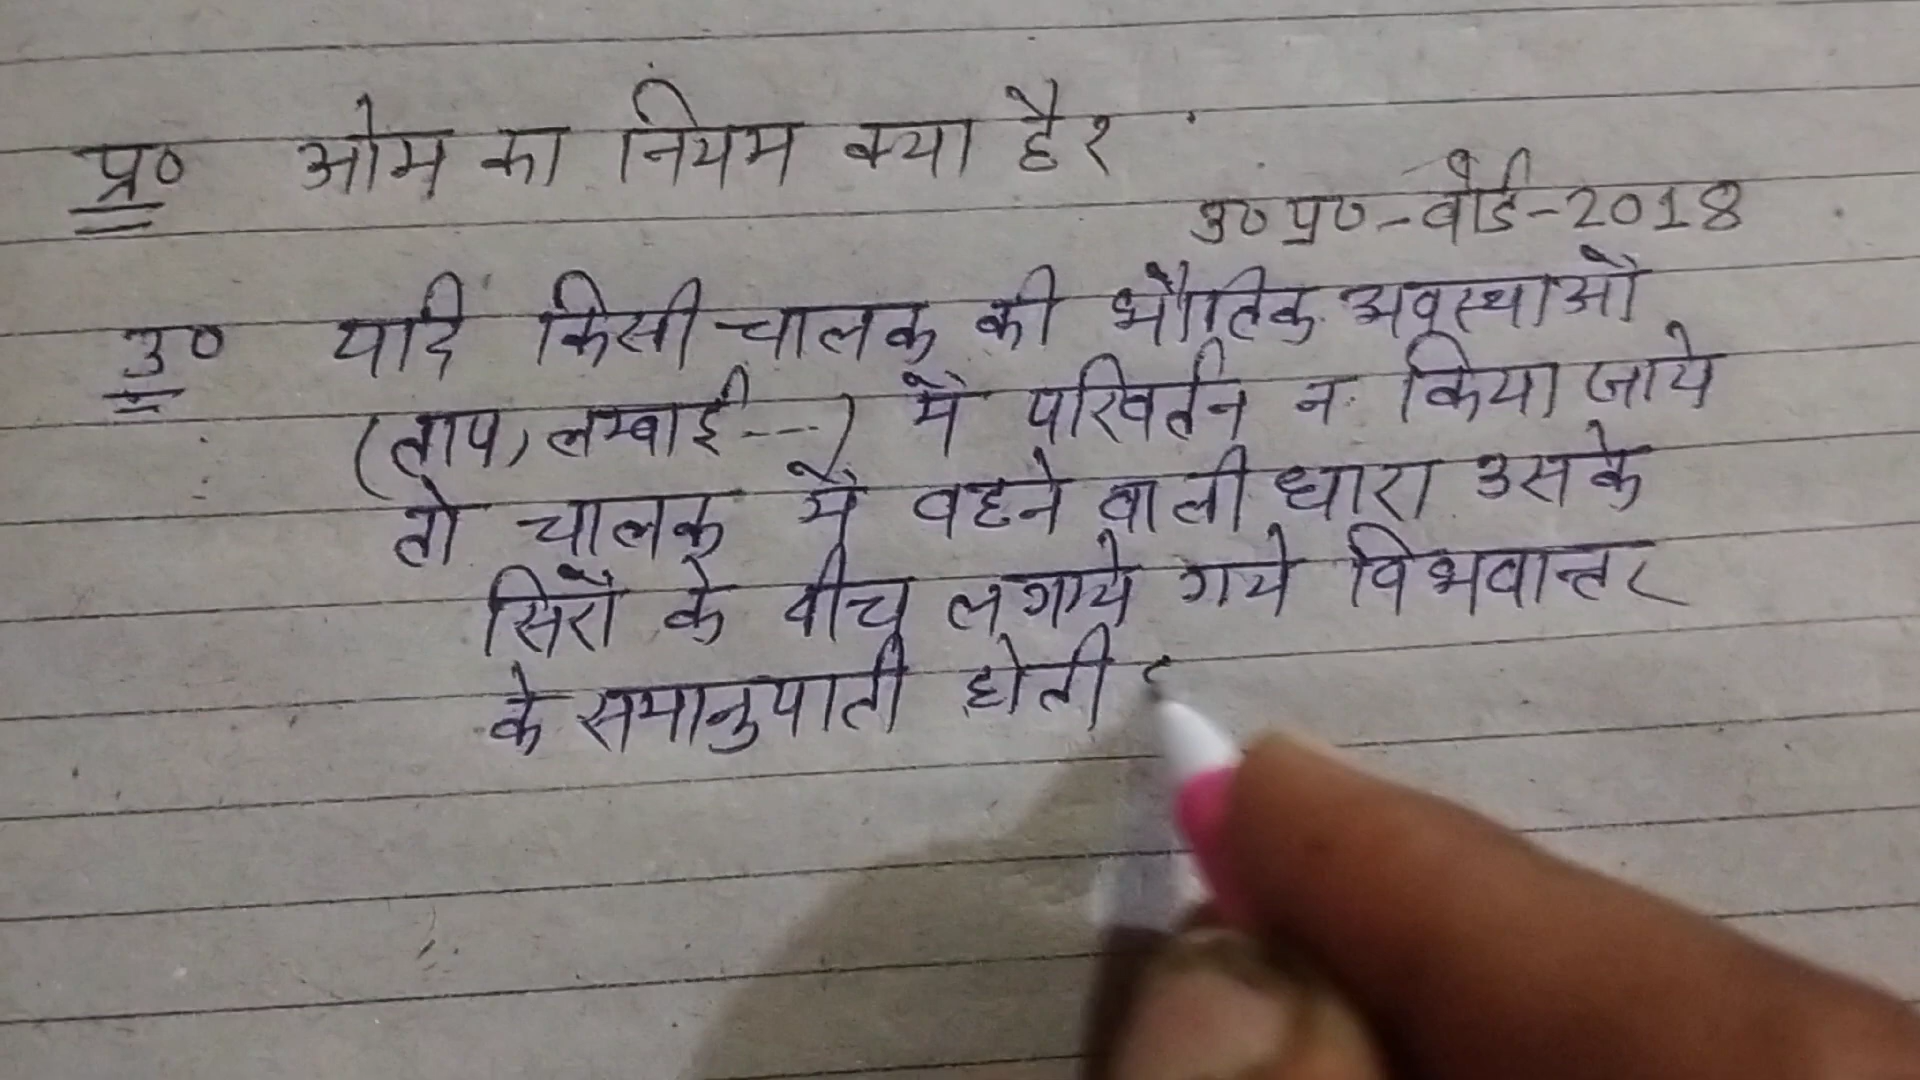 प्र० ओम का नियम क्या है?
उ० प्र०-वोर्ड-2018
उ० यदि किसी चालक की भौतिक अवस्थाओं
(ताप, लम्बाई---) में परिवर्तन न किया जाये
तो चालक में वहने वाली धारा उसके
सिरों के वीच लगाये गये विभवान्तर
के समानुपाती होती